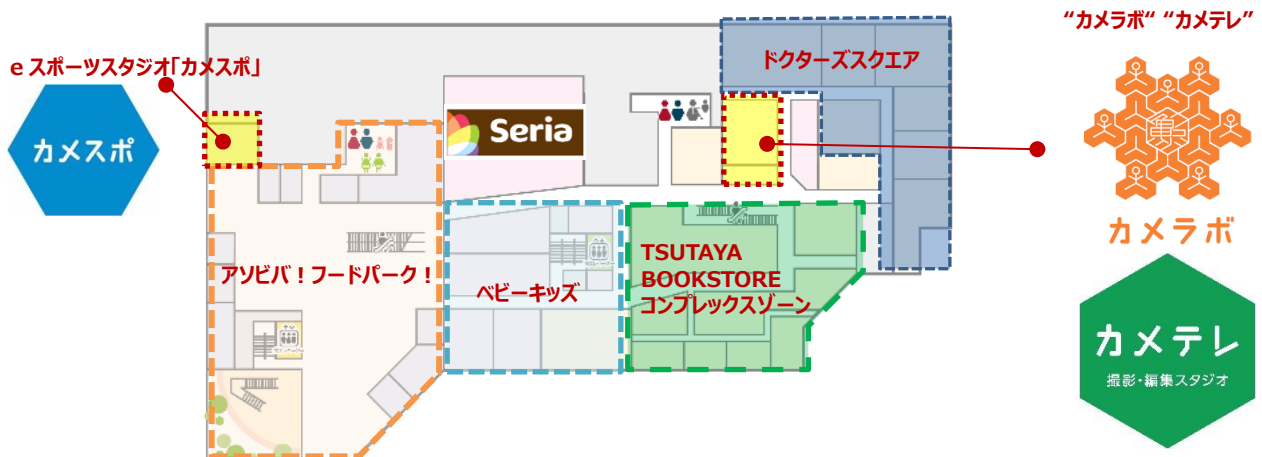 “カメラボ“ “カメテレ”
eスポーツスタジオ「カメスポ」
ドクターズスクエア
カメスポ
Seria
カメラボ
TSUTAYA
BOOKSTORE
コンプレックスゾーン
アソビバ！フードパーク！
ベビーキッズ
カメテレ
撮影・編集スタジオ